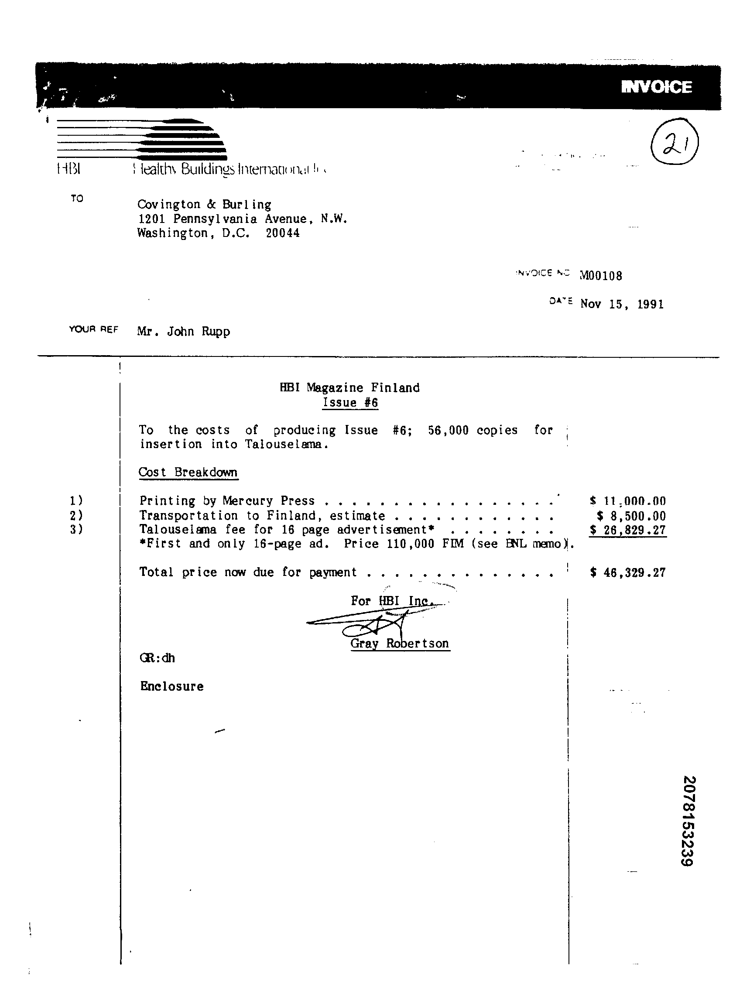 INVOICE
21
HBI Healthy Buildings International
TO
Covington & Burling
1201 Pennsylvania Avenue, N.W.
Washington, D.C. 20044
INVOICE NO M00108
DATE Nov 15, 1991
YOUR REF Mr. John Rupp
HBI Magazine Finland
Issue #6
To the costs of producing Issue #6; 56,000 copies for
insertion into Talouselama.
Cost Breakdown
1) Printing by Mercury Press . . . . . . . . . . . . . . . . . $ 11,000.00
2) Transportation to Finland, estimate . . . . . . . . . . . . $ 8,500.00
3) Talouselama fee for 16 page advertisement* . . . . . . . . $ 26,829.27
*First and only 16-page ad. Price 110,000 FIM (see BNL memo).
Total price now due for payment . . . . . . . . . . . . . . $ 46,329.27
For HBI Inc.
Gray Robertson
GR:dh
Enclosure
2078153239